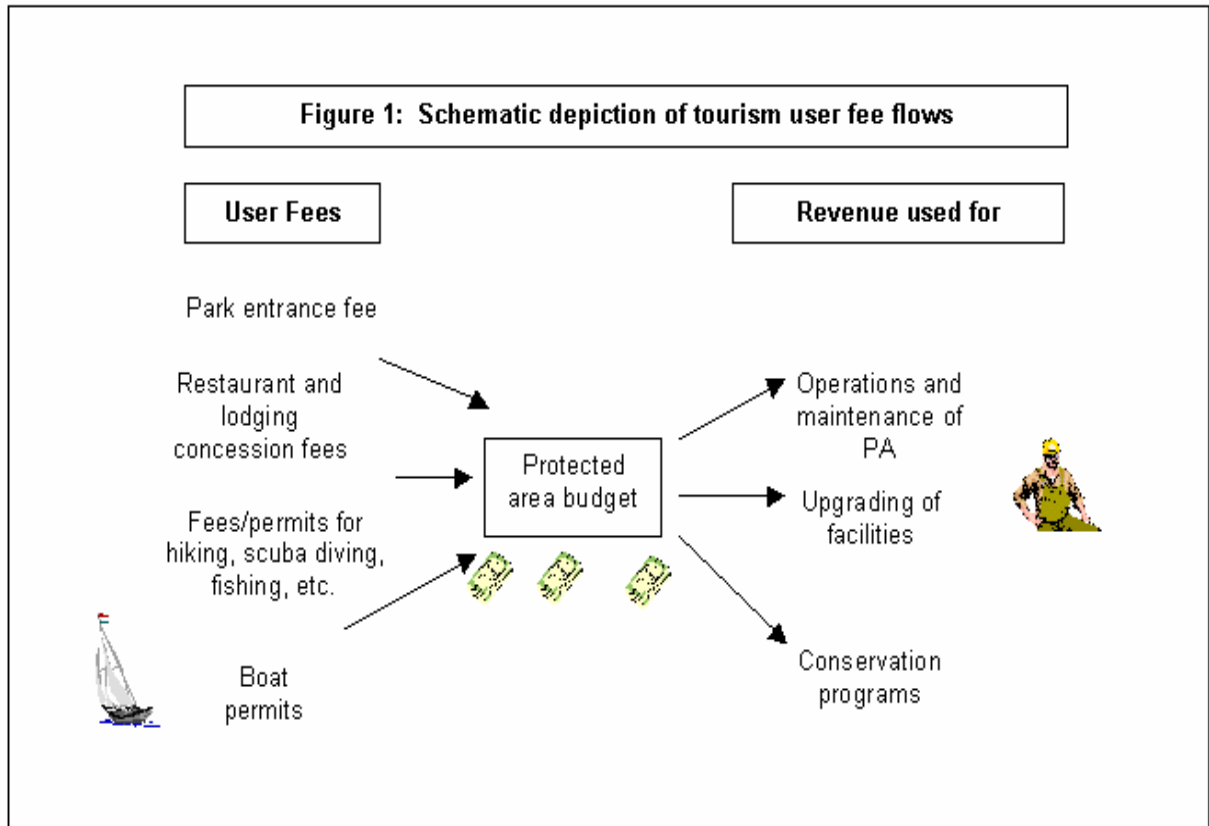 Figure 1: Schematic depiction of tourism user fee flows
User Fees
Revenue used for
Park entrance fee
Restaurant and
lodging
concession fees
Fees/permits for
hiking, scuba diving,
fishing, etc.
Boat
permits
Protected
area budget
Operations and
maintenance of
PA
Upgrading of
facilities
Conservation
programs